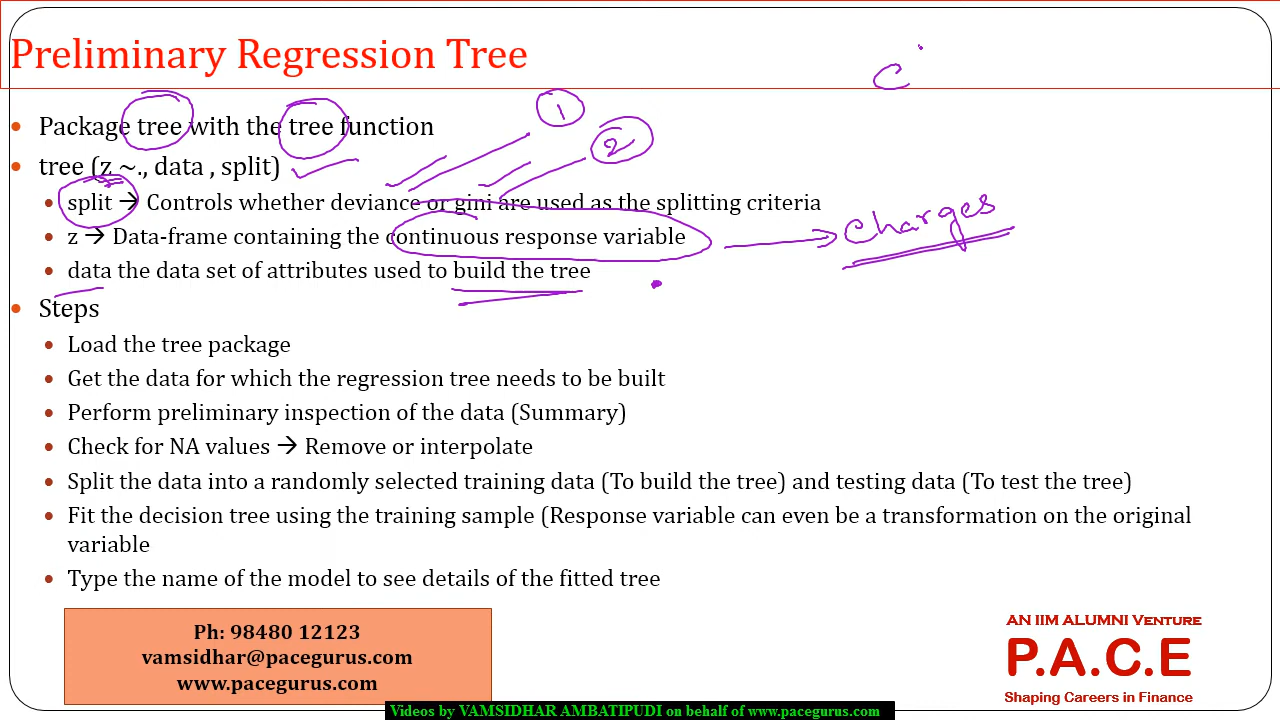 Preliminary Regression Tree
C
• Package tree with the tree function
1
2
• tree (z ~., data , split)
• split → Controls whether deviance or gini are used as the splitting criteria
• z → Data-frame containing the continuous response variable
charges
• data the data set of attributes used to build the tree
• Steps
• Load the tree package
• Get the data for which the regression tree needs to be built
• Perform preliminary inspection of the data (Summary)
• Check for NA values → Remove or interpolate
• Split the data into a randomly selected training data (To build the tree) and testing data (To test the tree)
• Fit the decision tree using the training sample (Response variable can even be a transformation on the original
variable
• Type the name of the model to see details of the fitted tree
Ph: 98480 12123
vamsidhar@pacegurus.com
www.pacegurus.com
AN IIM ALUMNI VENTURE
P.A.C.E
Shaping Careers in Finance
Videos by VAMSIDHAR AMBATIPUDI on behalf of www.pacegurus.com